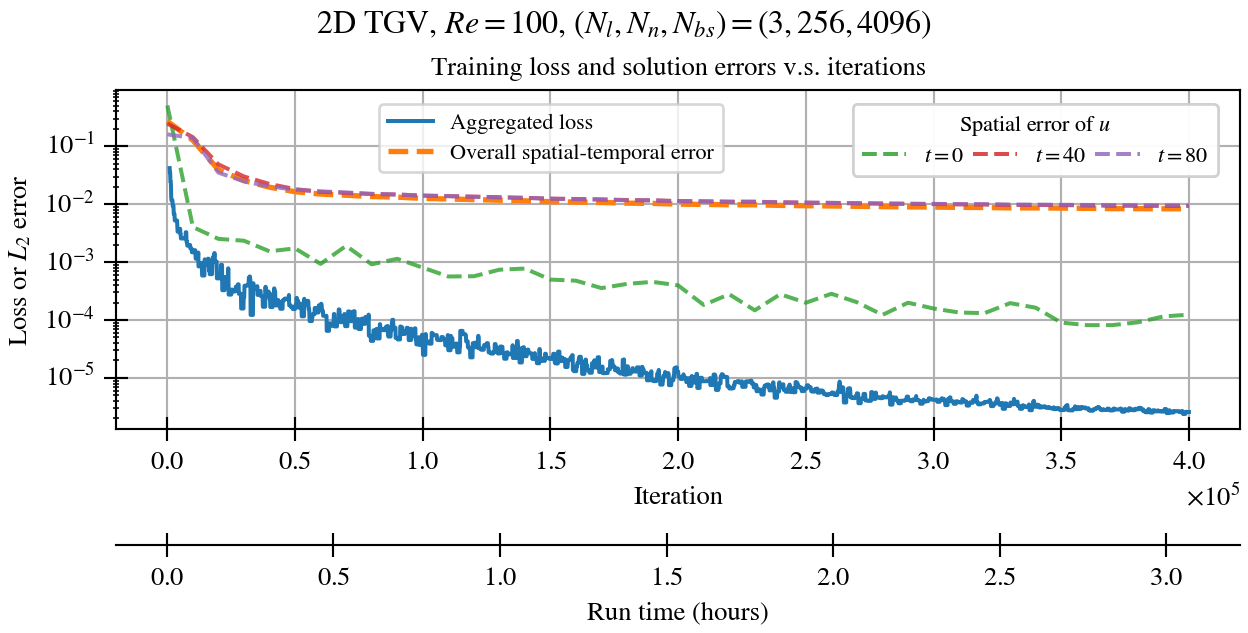 2D TGV, Re = 100, (N_l, N_n, N_bs) = (3, 256, 4096)
Training loss and solution errors v.s. iterations
Loss or L_2 error
10^−1
10^−2
10^−3
10^−4
10^−5
Aggregated loss
Overall spatial-temporal error
Spatial error of u
t = 0 t = 40 t = 80
0.0 0.5 1.0 1.5 2.0 2.5 3.0 3.5 4.0
Iteration
×10^5
0.0 0.5 1.0 1.5 2.0 2.5 3.0
Run time (hours)